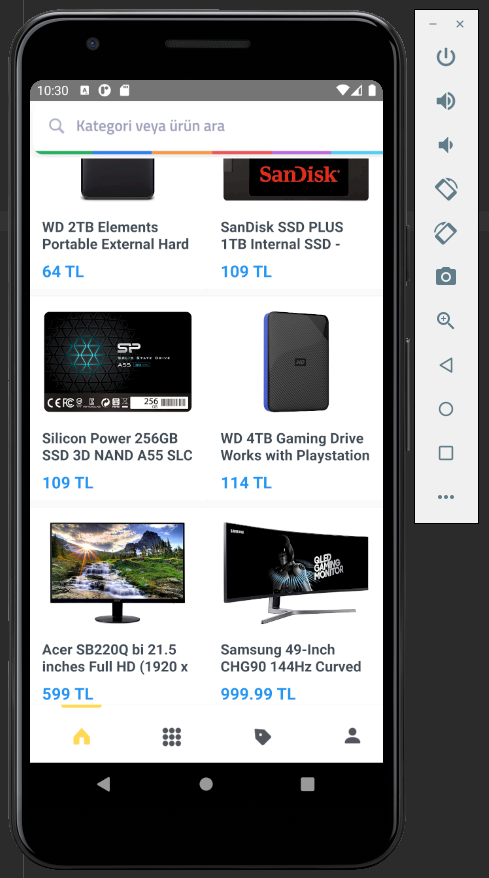 10:30
Kategori veya ürün ara
SanDisk
WD 2TB Elements
Portable External Hard
64 TL
SanDisk SSD PLUS
1TB Internal SSD -
109 TL
SP
SOLID STATE DRIVE
A55
256
Silicon Power 256GB
SSD 3D NAND A55 SLC
109 TL
WD
WD 4TB Gaming Drive
Works with Playstation
114 TL
Acer SB220Q bi 21.5
inches Full HD (1920 x
599 TL
SAMSUNG
QLED
GAMING
MONITOR
Samsung 49-Inch
CHG90 144Hz Curved
999.99 TL